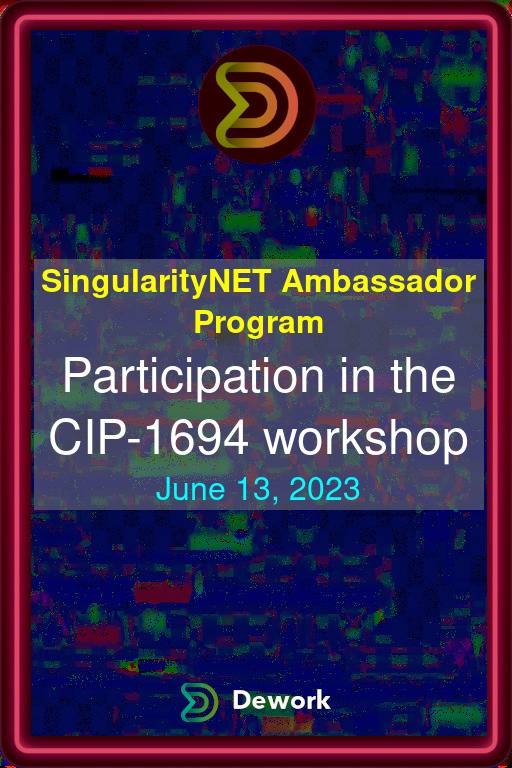 SingularityNET Ambassador
Program
Participation in the
CIP-1694 workshop
June 13, 2023
Dework